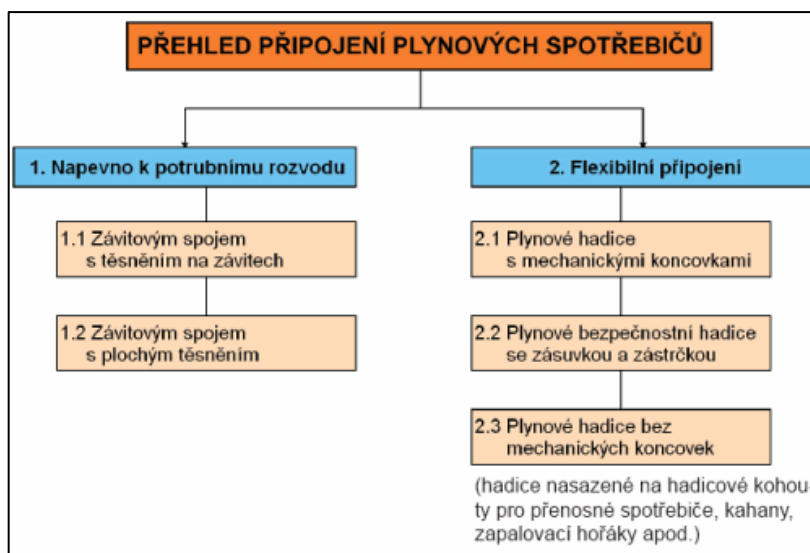 PŘEHLED PŘIPOJENÍ PLYNOVÝCH SPOTŘEBIČŮ
1. Napevno k potrubnímu rozvodu
1.1 Závitovým spojem
s těsněním na závitech
1.2 Závitovým spojem
s plochým těsněním
2. Flexibilní připojení
2.1 Plynové hadice
s mechanickými koncovkami
2.2 Plynové bezpečnostní hadice
se zásuvkou a zástrčkou
2.3 Plynové hadice bez
mechanických koncovek
(hadice nasazené na hadicové kohou-
ty pro přenosné spotřebiče, kahany,
zapalovací hořáky apod.)